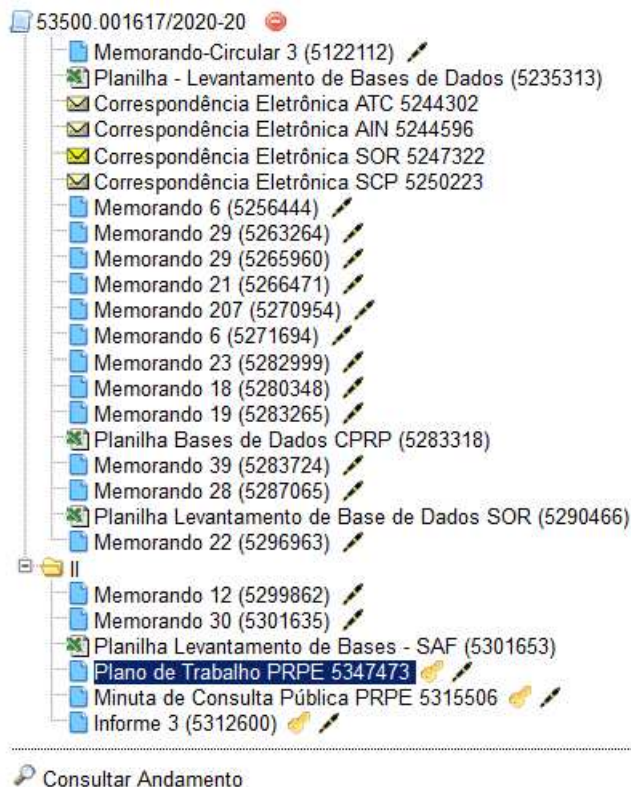 53500.001617/2020-20
Memorando-Circular 3 (5122112)
Planilha - Levantamento de Bases de Dados (5235313)
Correspondência Eletrônica ATC 5244302
Correspondência Eletrônica AIN 5244596
Correspondência Eletrônica SOR 5247322
Correspondência Eletrônica SCP 5250223
Memorando 6 (5256444)
Memorando 29 (5263264)
Memorando 29 (5265960)
Memorando 21 (5266471)
Memorando 207 (5270954)
Memorando 6 (5271694)
Memorando 23 (5282999)
Memorando 18 (5280348)
Memorando 19 (5283265)
Planilha Bases de Dados CPRP (5283318)
Memorando 39 (5283724)
Memorando 28 (5287065)
Planilha Levantamento de Base de Dados SOR (5290466)
Memorando 22 (5296963)
II
Memorando 12 (5299862)
Memorando 30 (5301635)
Planilha Levantamento de Bases - SAF (5301653)
Plano de Trabalho PRPE 5347473
Minuta de Consulta Pública PRPE 5315506
Informe 3 (5312600)
Consultar Andamento